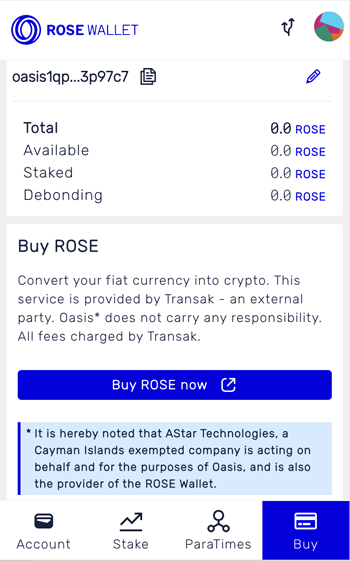 ROSE WALLET
oasis1qp...3p97c7
Total 0.0 ROSE
Available 0.0 ROSE
Staked 0.0 ROSE
Debonding 0.0 ROSE
Buy ROSE
Convert your fiat currency into crypto. This
service is provided by Transak - an external
party. Oasis* does not carry any responsibility.
All fees charged by Transak.
Buy ROSE now
* It is hereby noted that AStar Technologies, a
Cayman Islands exempted company is acting on
behalf and for the purposes of Oasis, and is also
the provider of the ROSE Wallet.
Account Stake ParaTimes Buy